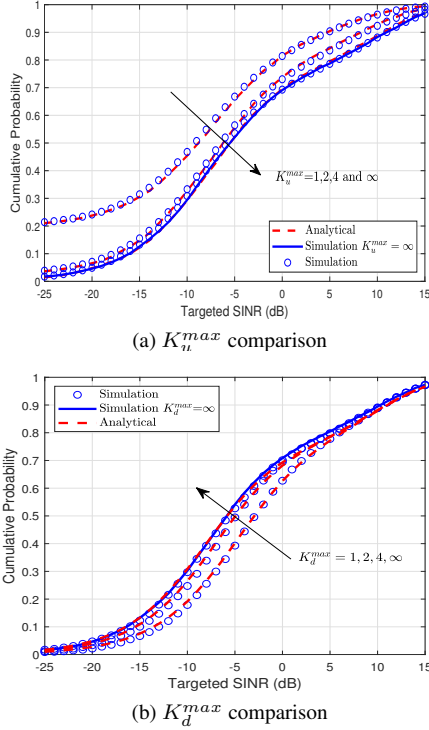 1
0.9
0.8
0.7
0.6
0.5
0.4
0.3
0.2
0.1
0
Cumulative Probability
K_u^{max}=1,2,4 and ∞
Analytical
Simulation K_u^{max} = ∞
Simulation
-25 -20 -15 -10 -5 0 5 10 15
Targeted SINR (dB)
(a) K_u^{max} comparison
1
0.9
0.8
0.7
0.6
0.5
0.4
0.3
0.2
0.1
0
Cumulative Probability
Simulation
Simulation K_d^{max}=∞
Analytical
K_d^{max} = 1, 2, 4, ∞
-25 -20 -15 -10 -5 0 5 10 15
Targeted SINR (dB)
(b) K_d^{max} comparison